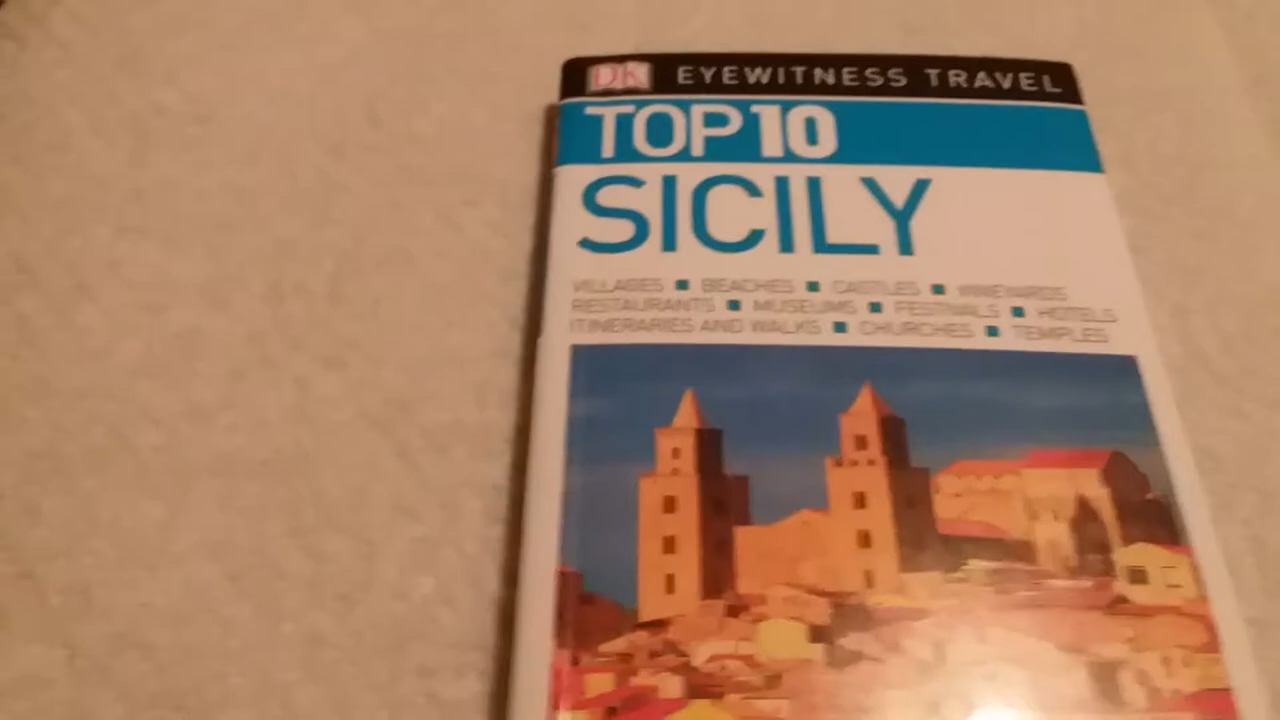 DK EYEWITNESS TRAVEL
TOP 10
SICILY
VILLAGES ■ BEACHES ■ CASTLES ■ VINEYARDS
RESTAURANTS ■ MUSEUMS ■ FESTIVALS ■ HOTELS
ITINERARIES AND WALKS ■ CHURCHES ■ TEMPLES